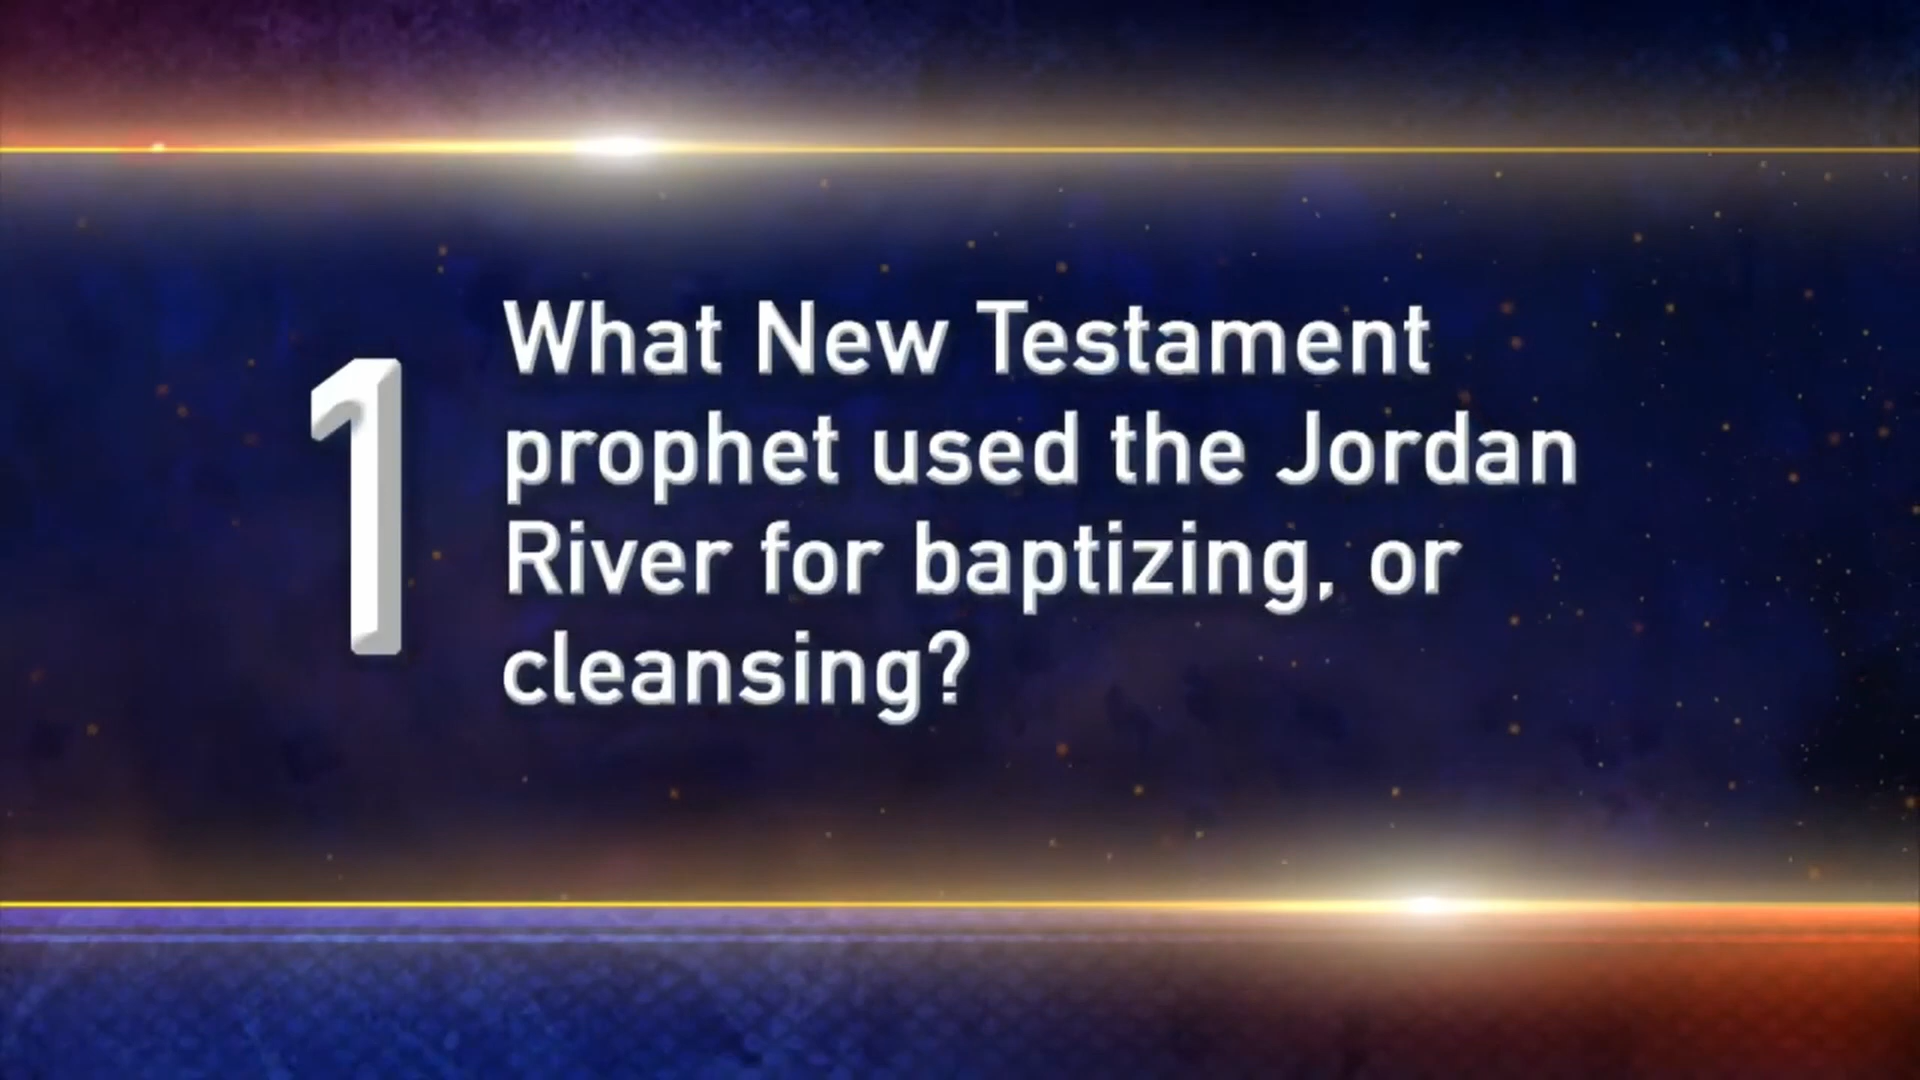 1
What New Testament
prophet used the Jordan
River for baptizing, or
cleansing?